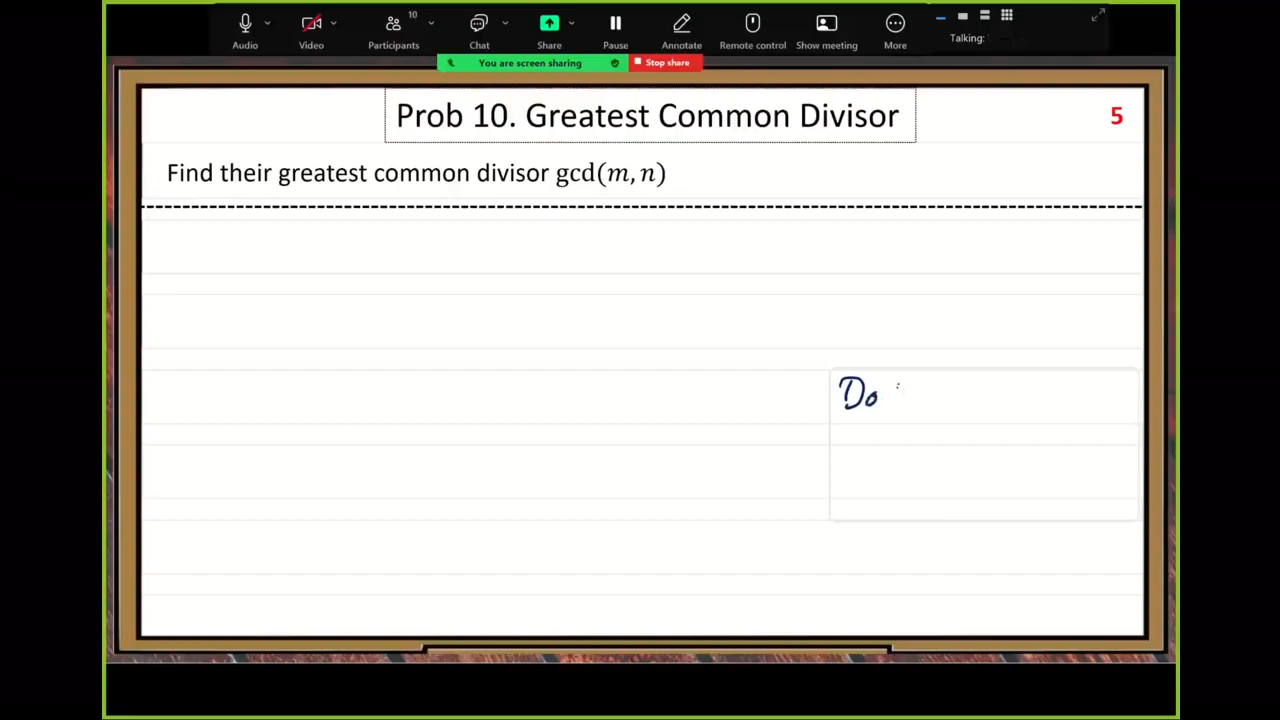 10
Audio
Video
Participants
Chat
Share
Pause
Annotate
Remote control
Show meeting
More
Talking:
You are screen sharing
Stop share
Prob 10. Greatest Common Divisor
5
Find their greatest common divisor gcd(m, n)
Do